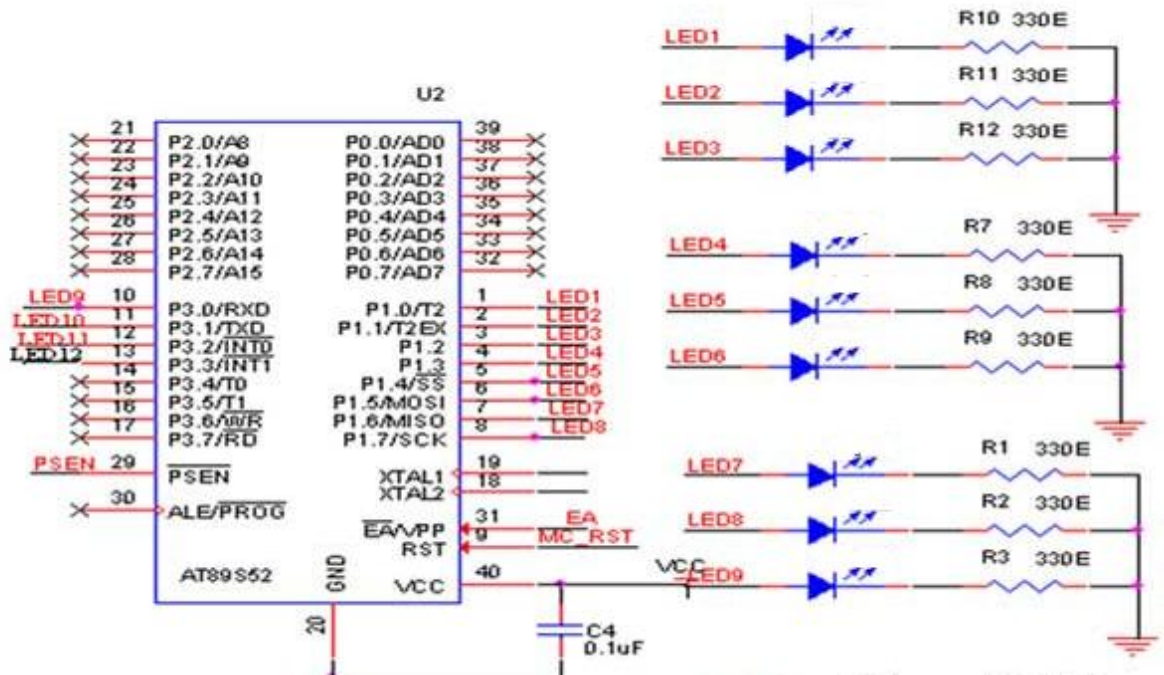 U2
21 P2.0/A8
22 P2.1/A9
23 P2.2/A10
24 P2.3/A11
25 P2.4/A12
26 P2.5/A13
27 P2.6/A14
28 P2.7/A15
LED9 10 P3.0/RXD
LED10 11 P3.1/TXD
LED11 12 P3.2/INT0
LED12 13 P3.3/INT1
14 P3.4/T0
15 P3.5/T1
16 P3.6/WR
17 P3.7/RD
PSEN 29 PSEN
30 ALE/PROG
AT89S52
GND
20
P0.0/AD0 39
P0.1/AD1 38
P0.2/AD2 37
P0.3/AD3 36
P0.4/AD4 35
P0.5/AD5 34
P0.6/AD6 33
P0.7/AD7 32
P1.0/T2 1 LED1
P1.1/T2EX 2 LED2
P1.2 3 LED3
P1.3 4 LED4
P1.4/SS 5 LED5
P1.5/MOSI 6 LED6
P1.6/MISO 7 LED7
P1.7/SCK 8 LED8
XTAL1 19
XTAL2 18
EA/VPP 31 EA
RST 9 MC_RST
VCC 40 VCC
C4
0.1uF
LED1 R10 330E
LED2 R11 330E
LED3 R12 330E
LED4 R7 330E
LED5 R8 330E
LED6 R9 330E
LED7 R1 330E
LED8 R2 330E
LED9 R3 330E